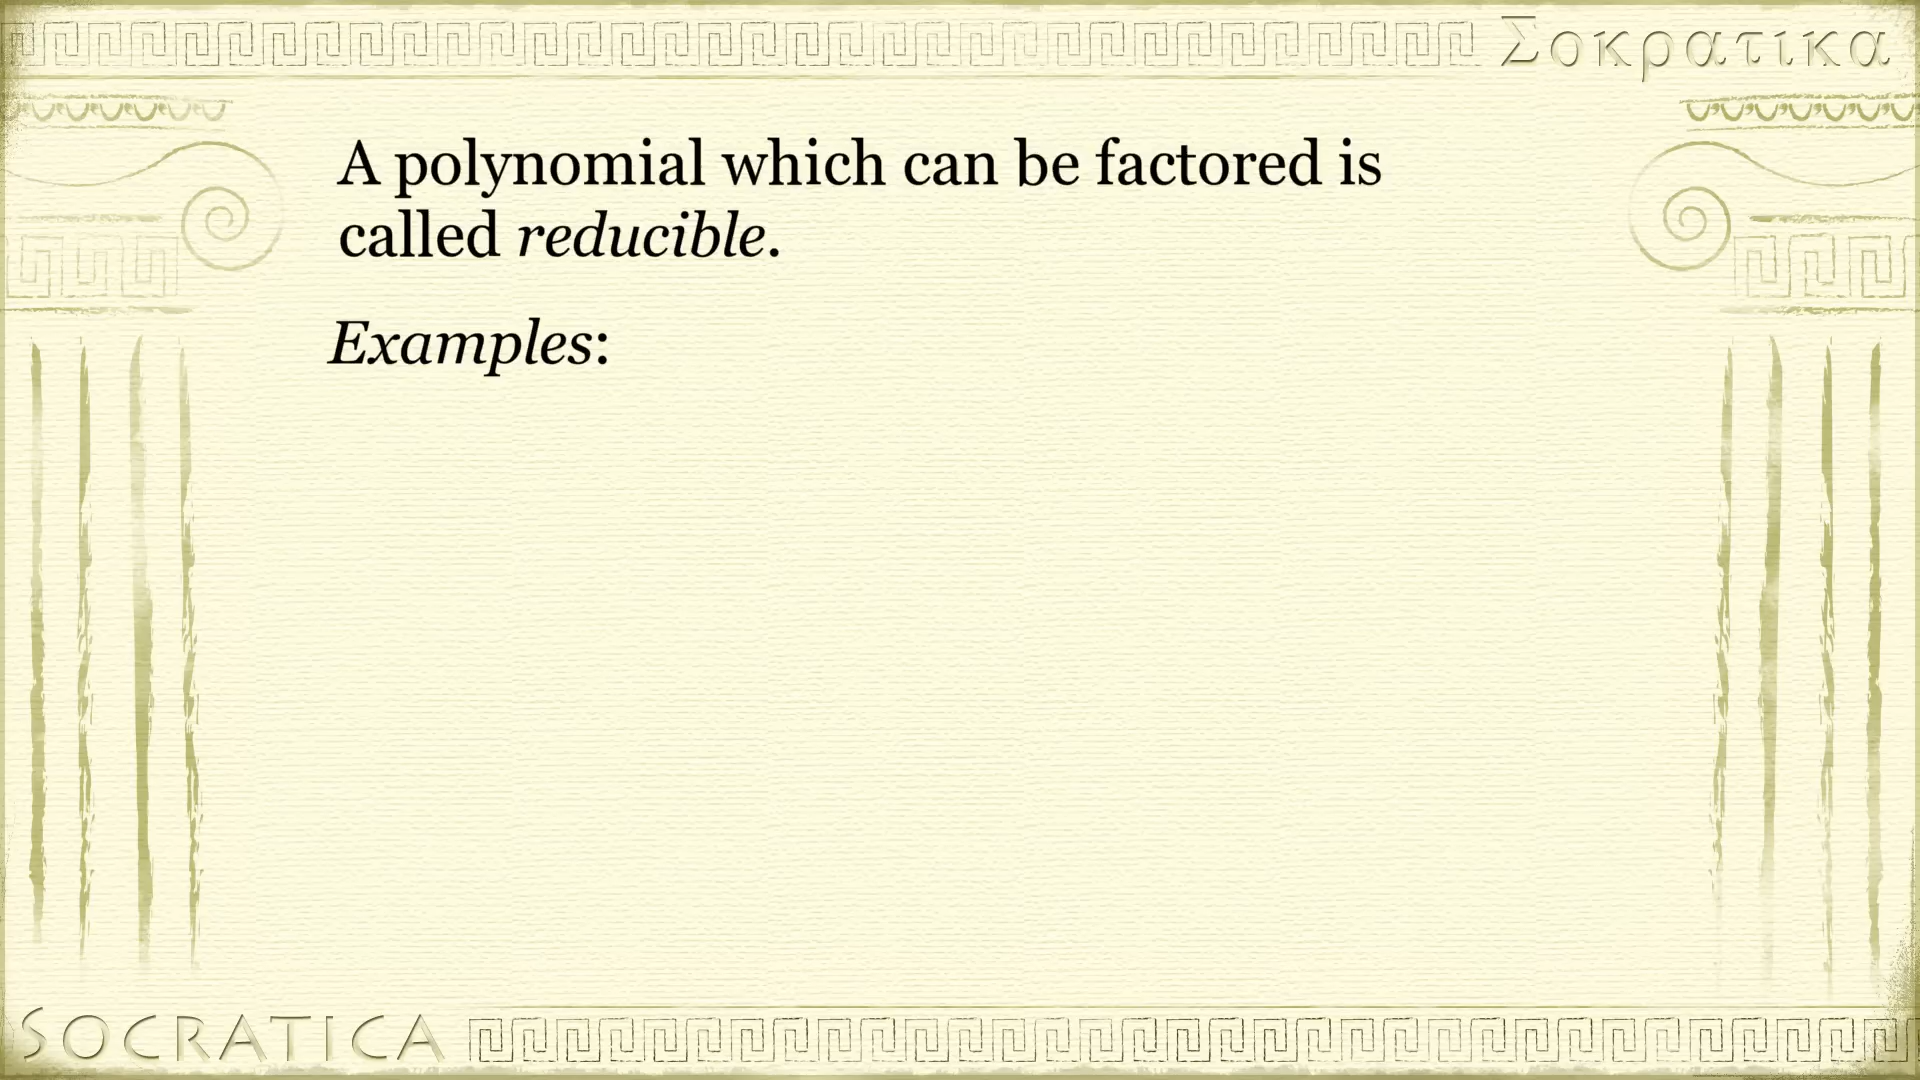 Σοκρατικα
A polynomial which can be factored is
called reducible.
Examples:
SOCRATICA